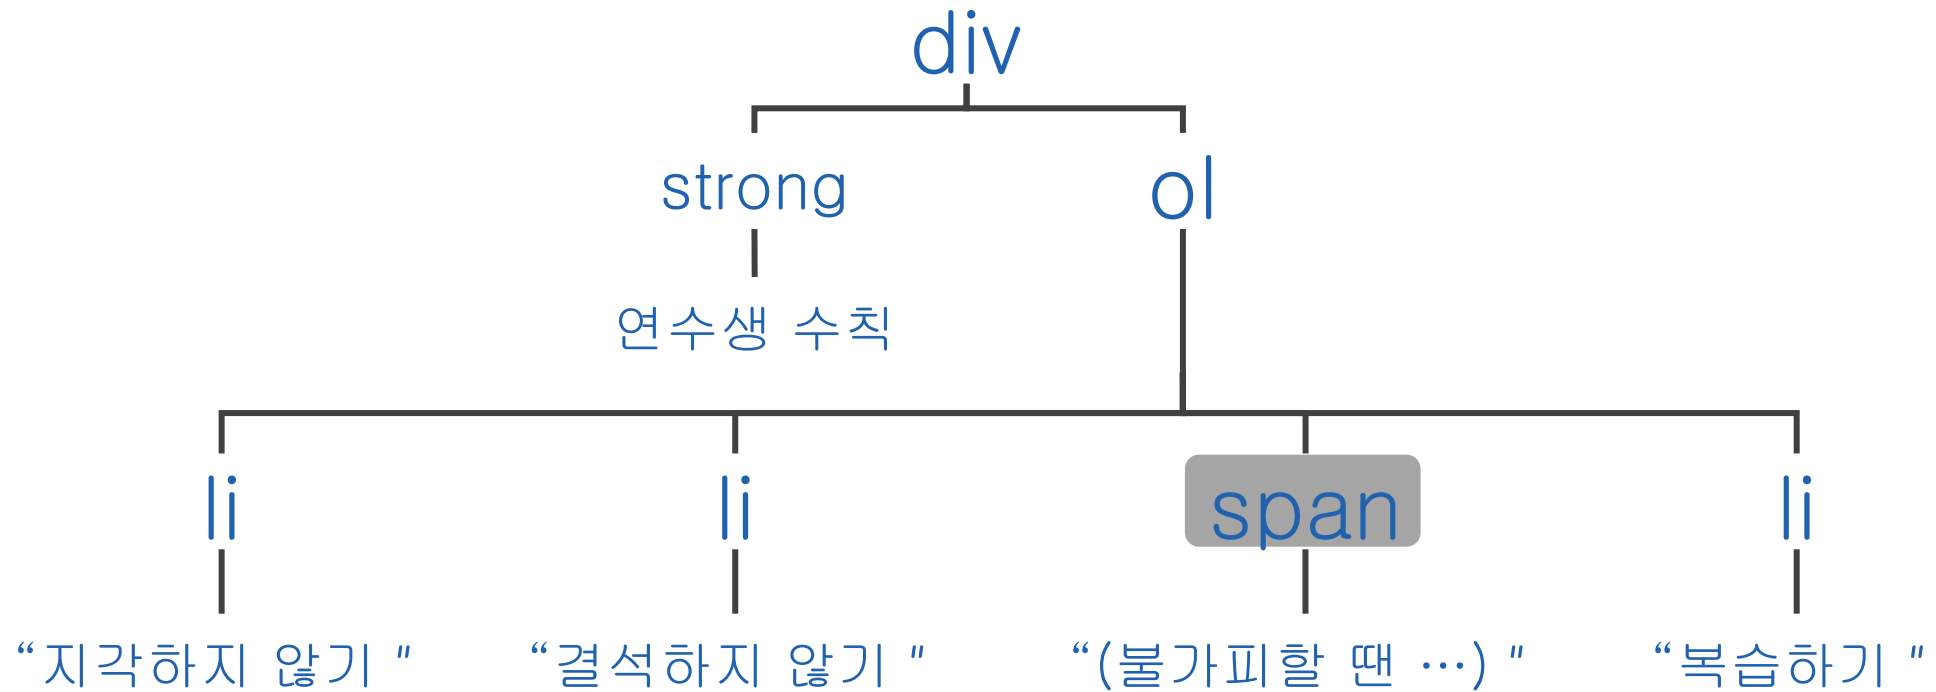 div
strong
ol
연수생 수칙
li
li
span
li
“지각하지 않기 "
“결석하지 않기 "
“(불가피할 땐 …) "
“복습하기 "